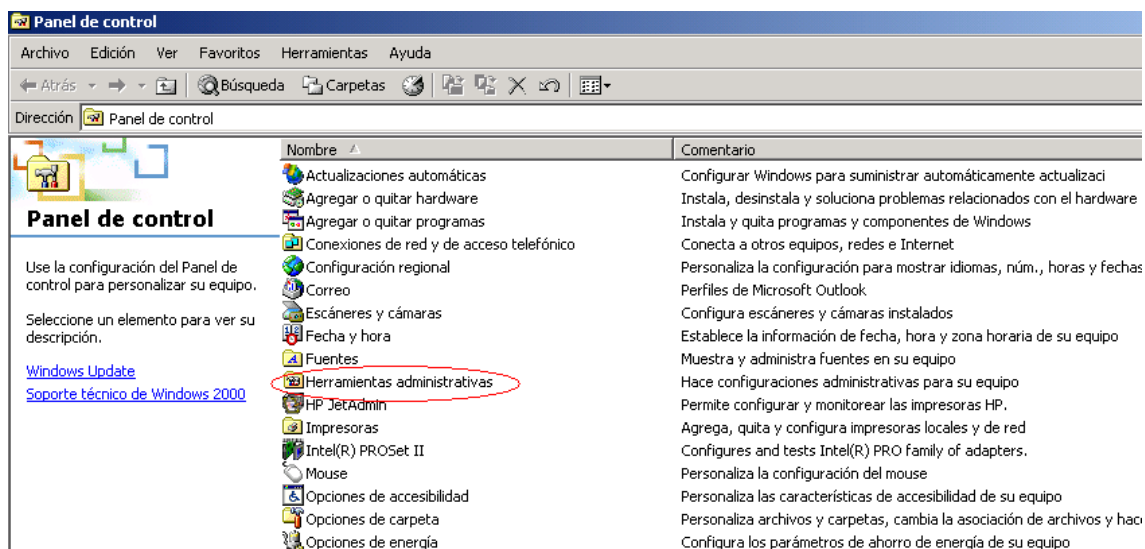 Panel de control
Archivo Edición Ver Favoritos Herramientas Ayuda
Atrás Búsqueda Carpetas
Dirección Panel de control
Panel de control
Use la configuración del Panel de
control para personalizar su equipo.
Seleccione un elemento para ver su
descripción.
Windows Update
Soporte técnico de Windows 2000
Nombre Comentario
Actualizaciones automáticas Configurar Windows para suministrar automáticamente actualizaci
Agregar o quitar hardware Instala, desinstala y soluciona problemas relacionados con el hardware
Agregar o quitar programas Instala y quita programas y componentes de Windows
Conexiones de red y de acceso telefónico Conecta a otros equipos, redes e Internet
Configuración regional Personaliza la configuración para mostrar idiomas, núm., horas y fechas
Correo Perfiles de Microsoft Outlook
Escáneres y cámaras Configura escáneres y cámaras instalados
Fecha y hora Establece la información de fecha, hora y zona horaria de su equipo
Fuentes Muestra y administra fuentes en su equipo
Herramientas administrativas Hace configuraciones administrativas para su equipo
HP JetAdmin Permite configurar y monitorear las impresoras HP.
Impresoras Agrega, quita y configura impresoras locales y de red
Intel(R) PROSet II Configures and tests Intel(R) PRO family of adapters.
Mouse Personaliza la configuración del mouse
Opciones de accesibilidad Personaliza las características de accesibilidad de su equipo
Opciones de carpeta Personaliza archivos y carpetas, cambia la asociación de archivos y hace
Opciones de energía Configura los parámetros de ahorro de energía de su equipo